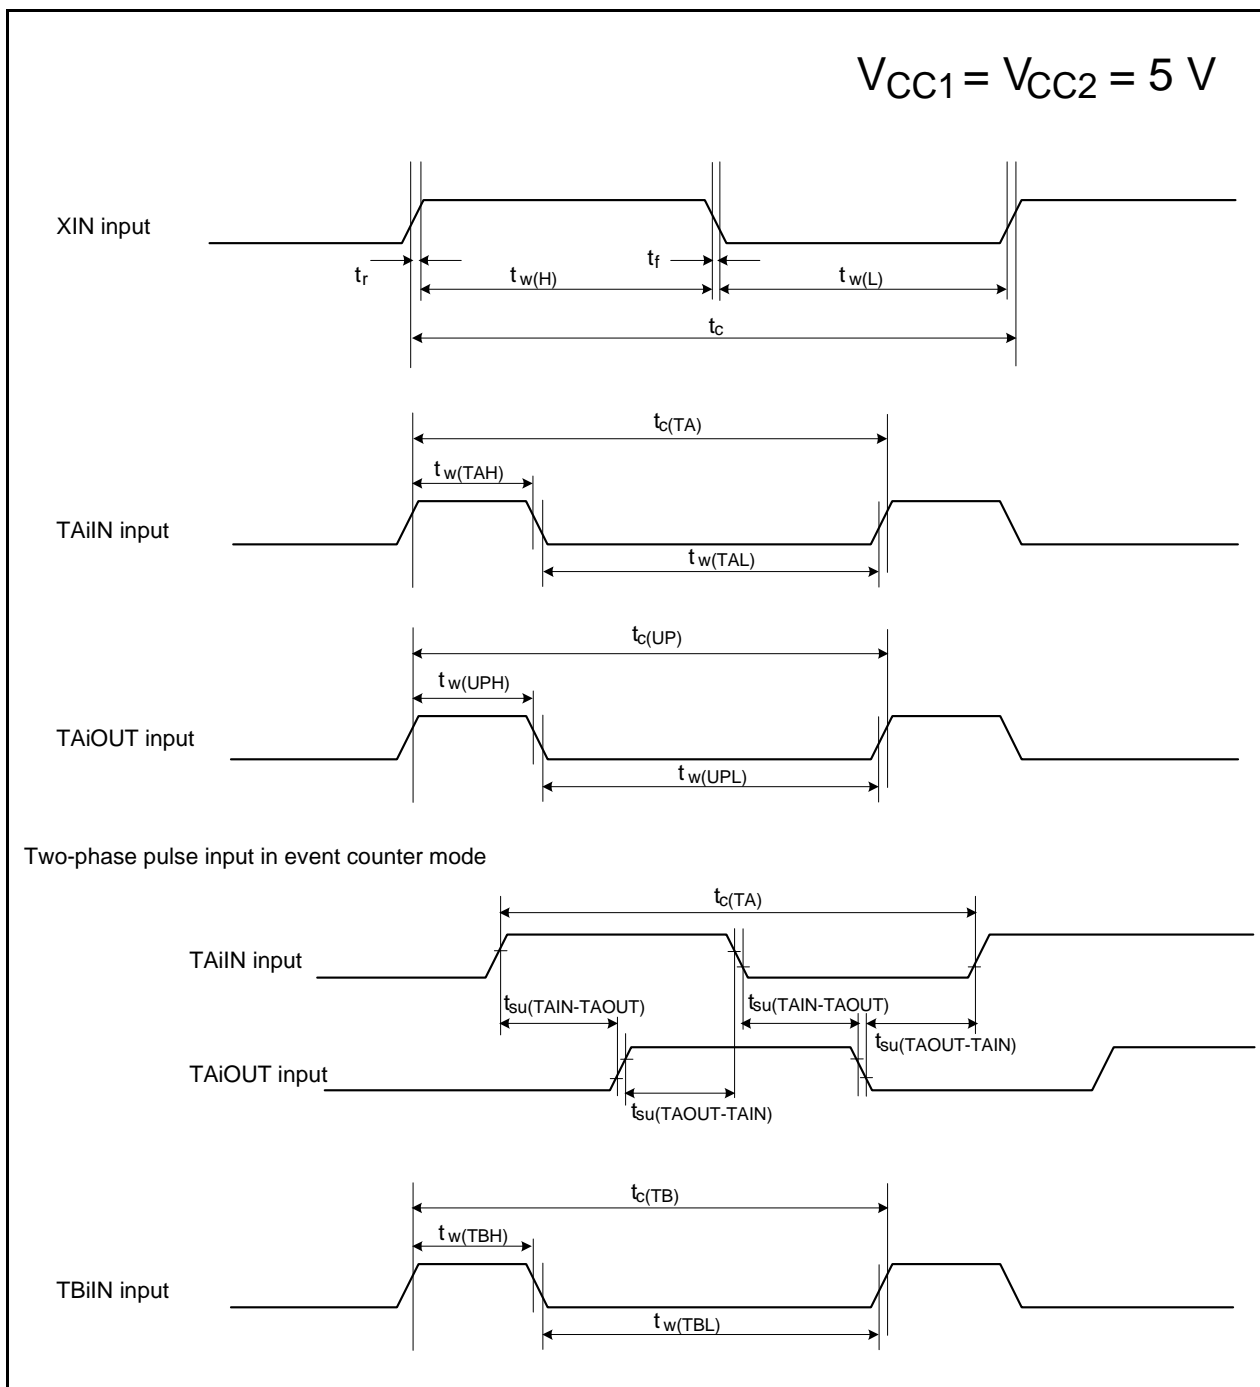 VCC1 = VCC2 = 5 V
XIN input
tr
tw(H)
tf
tw(L)
tc
tc(TA)
tw(TAH)
TAiIN input
tw(TAL)
tc(UP)
tw(UPH)
TAiOUT input
tw(UPL)
Two-phase pulse input in event counter mode
tc(TA)
TAiIN input
tsu(TAIN-TAOUT)
tsu(TAIN-TAOUT)
tsu(TAOUT-TAIN)
TAiOUT input
tsu(TAOUT-TAIN)
tc(TB)
tw(TBH)
TBiIN input
tw(TBL)